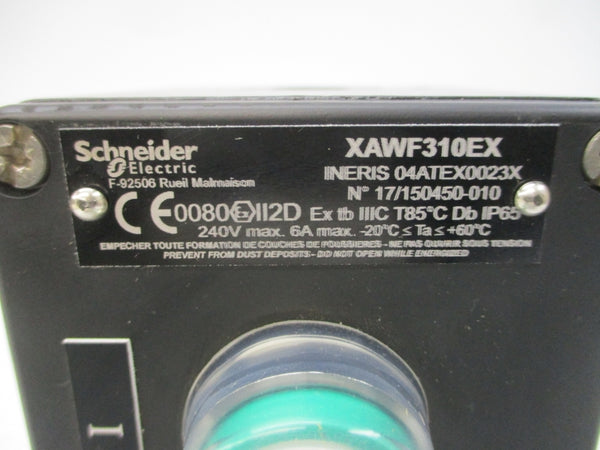 Schneider
Electric
F-92506 Rueil Malmaison
XAWF310EX
INERIS 04ATEX0023X
N° 17/150450-010
CE 0080 Ex II2D Ex tb IIIC T85°C Db IP65
240V max. 6A max. -20°C ≤ Ta ≤ +60°C
EMPECHER TOUTE FORMATION DE COUCHES DE POUSSIERES - NE PAS OUVRIR SOUS TENSION
PREVENT FROM DUST DEPOSITS - DO NOT OPEN WHILE ENERGIZED
I